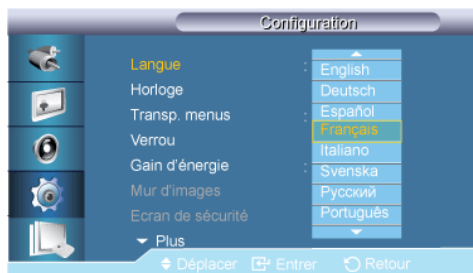 Configuration
Langue : English
Horloge Deutsch
Transp. menus : Español
Français
Verrou Italiano
Gain d'énergie : Svenska
Mur d'images Русский
Ecran de sécurité Português
Plus
Déplacer Entrer Retour